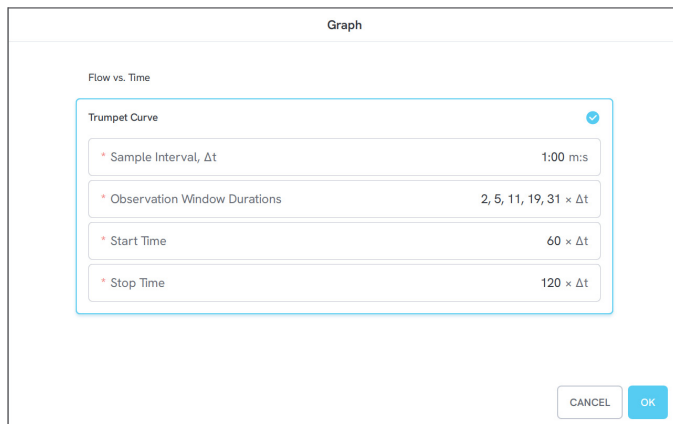 Graph
Flow vs. Time
Trumpet Curve
* Sample Interval, Δt 1:00 m:s
* Observation Window Durations 2, 5, 11, 19, 31 × Δt
* Start Time 60 × Δt
* Stop Time 120 × Δt
CANCEL OK